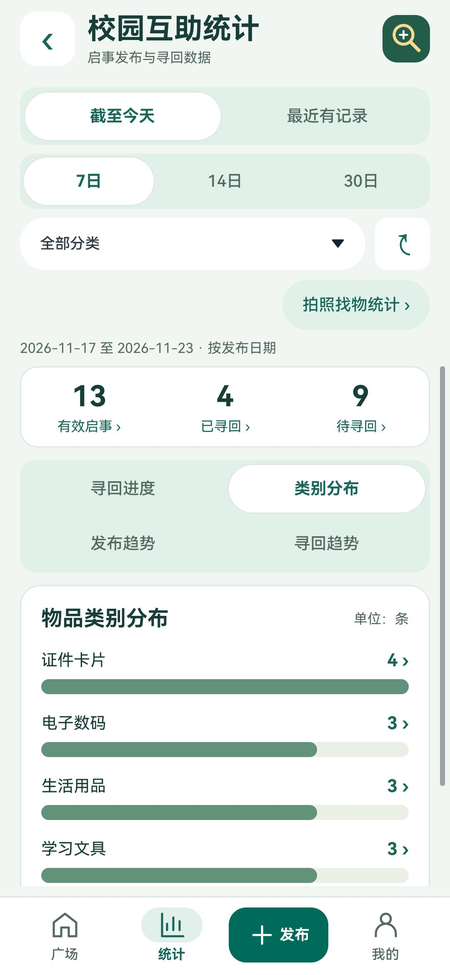 校园互助统计
启事发布与寻回数据
截至今天 最近有记录
7日 14日 30日
全部分类
拍照找物统计 ›
2026-11-17 至 2026-11-23 · 按发布日期
13 4 9
有效启事 › 已寻回 › 待寻回 ›
寻回进度 类别分布
发布趋势 寻回趋势
物品类别分布 单位：条
证件卡片 4 ›
电子数码 3 ›
生活用品 3 ›
学习文具 3 ›
广场 统计 发布 我的